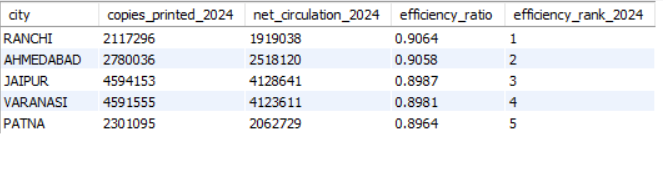 city copies_printed_2024 net_circulation_2024 efficiency_ratio efficiency_rank_2024
RANCHI 2117296 1919038 0.9064 1
AHMEDABAD 2780036 2518120 0.9058 2
JAIPUR 4594153 4128641 0.8987 3
VARANASI 4591555 4123611 0.8981 4
PATNA 2301095 2062729 0.8964 5